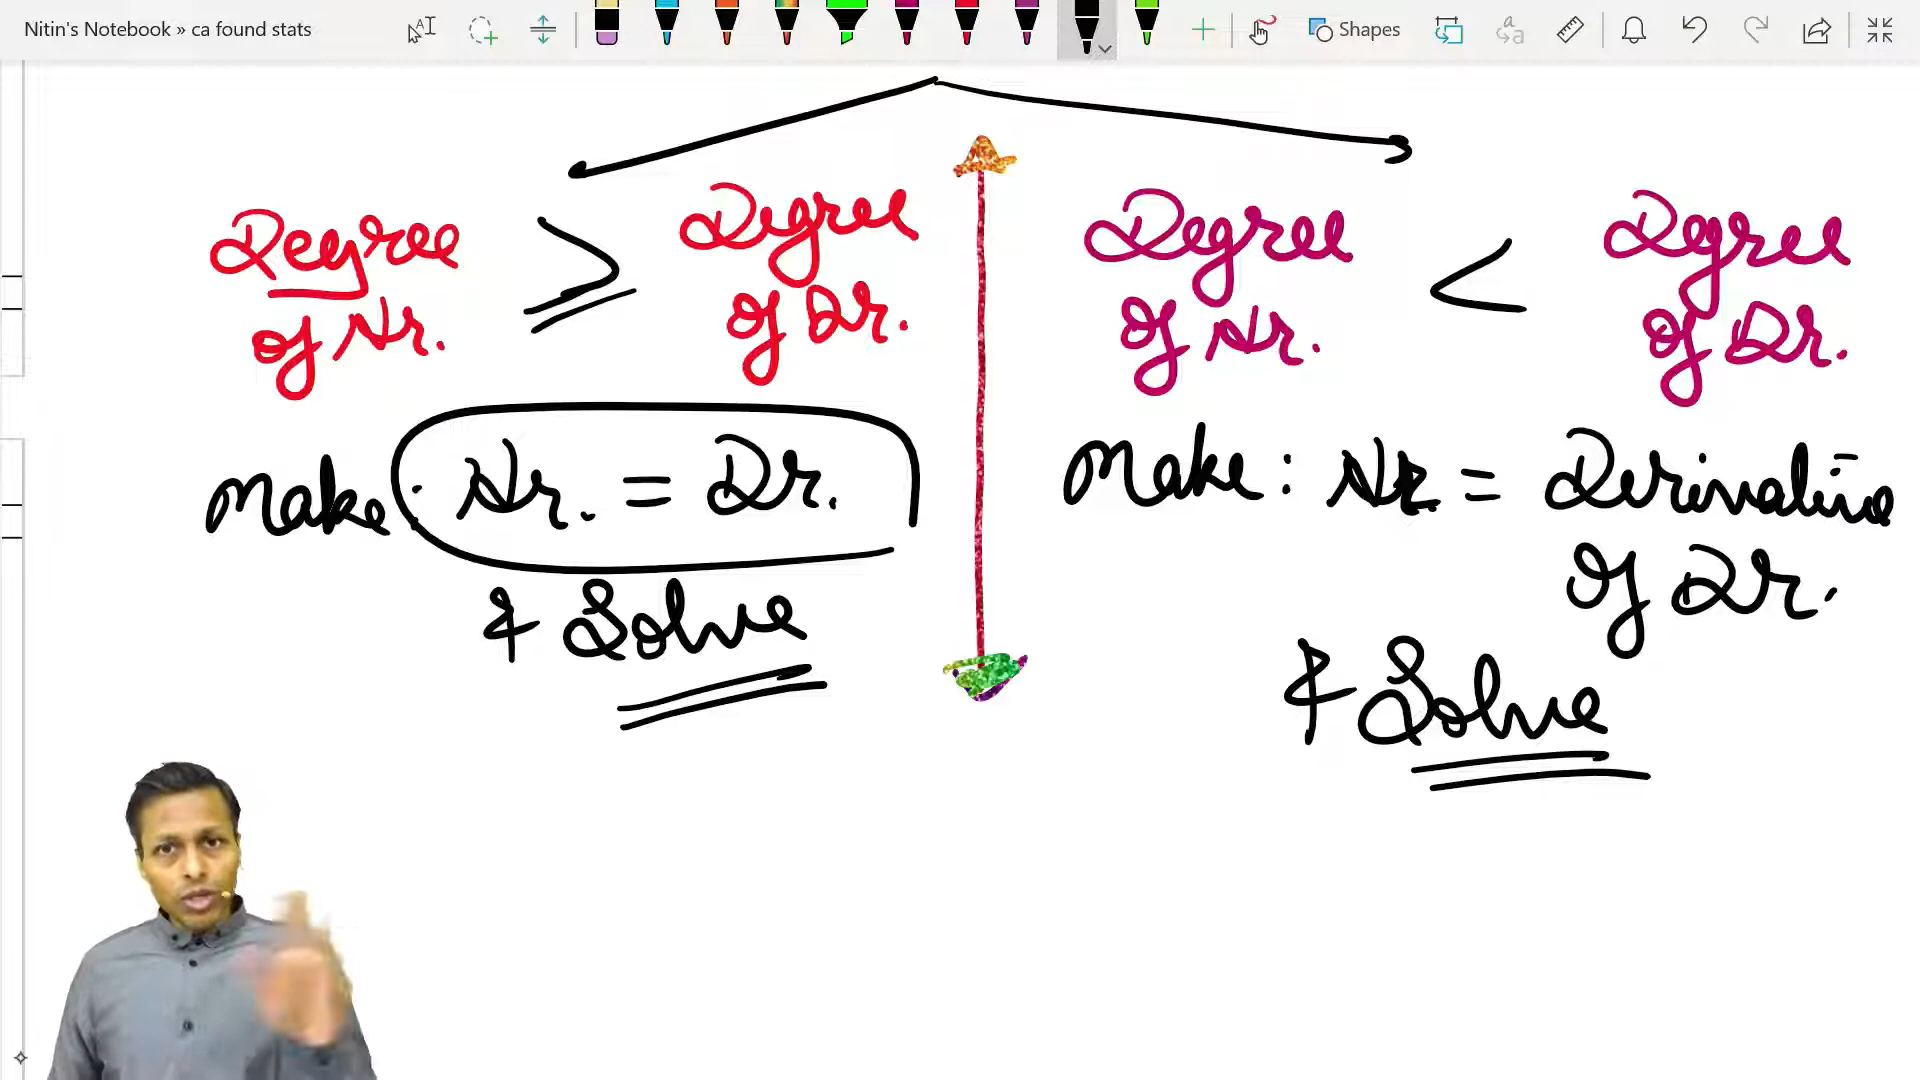 Nitin's Notebook » ca found stats
Shapes
Degree of Nr. ≥ Degree of Dr.
Make: Nr. = Dr.
& Solve
Degree of Nr. < Degree of Dr.
Make: Nr. = Derivative of Dr.
& Solve